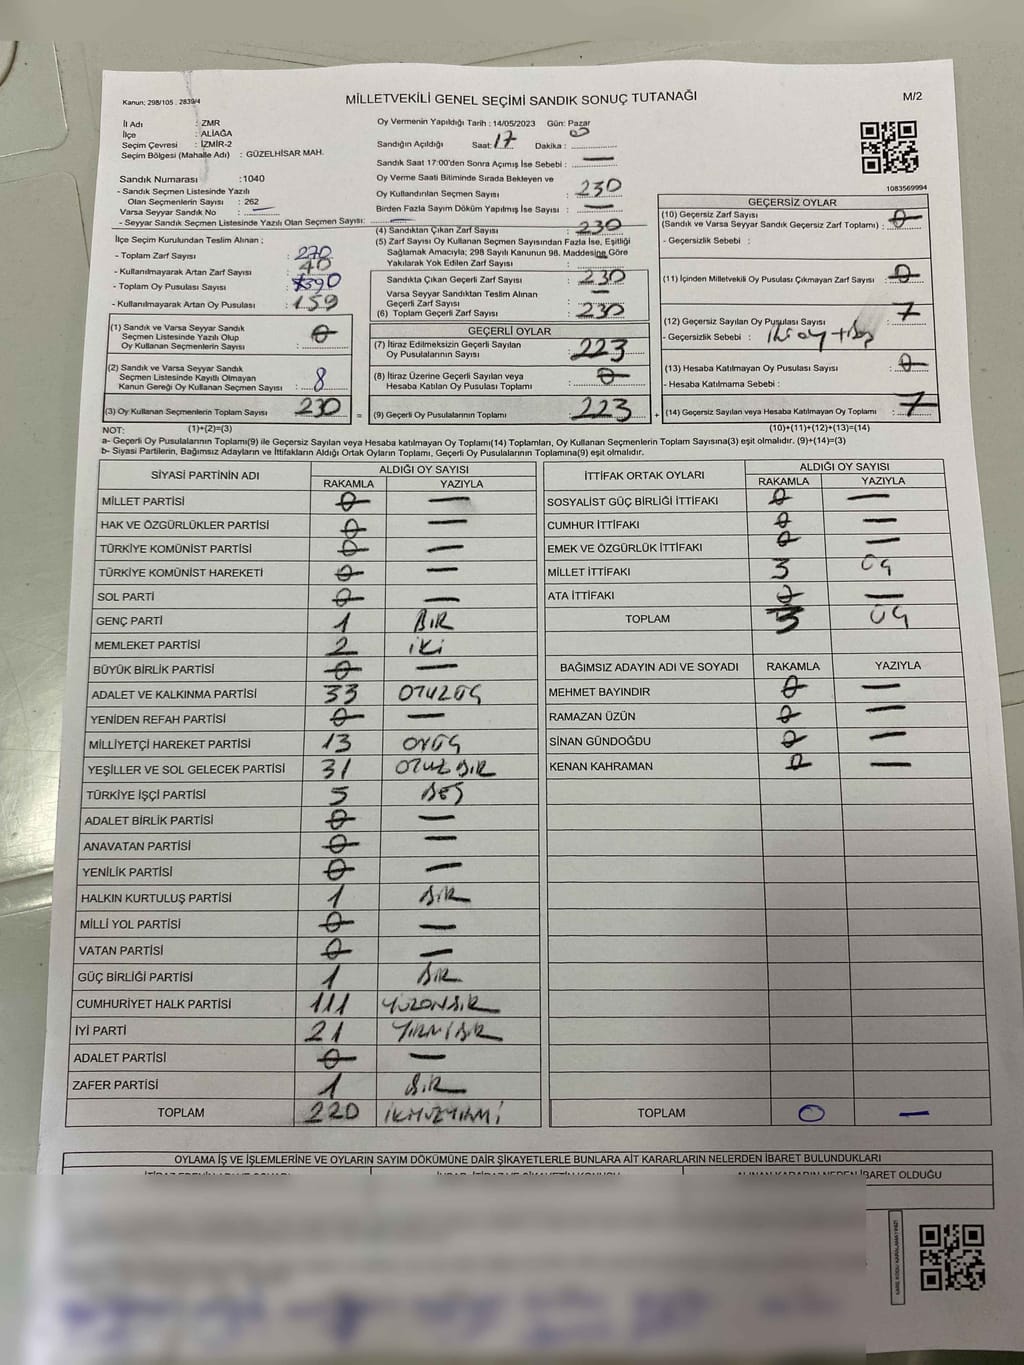 Kanun: 298/105 . 2839/4
MİLLETVEKİLİ GENEL SEÇİMİ SANDIK SONUÇ TUTANAĞI
M/2
İl Adı : ZMR
İlçe : ALİAĞA
Seçim Çevresi : İZMİR-2
Seçim Bölgesi (Mahalle Adı) : GÜZELHİSAR MAH.
Sandık Numarası :1040
- Sandık Seçmen Listesinde Yazılı
Olan Seçmenlerin Sayısı : 262
Varsa Seyyar Sandık No :
- Seyyar Sandık Seçmen Listesinde Yazılı Olan Seçmen Sayısı:
İlçe Seçim Kurulundan Teslim Alınan :
- Toplam Zarf Sayısı : 270
- Kullanılmayarak Artan Zarf Sayısı : 40
- Toplam Oy Pusulası Sayısı :
- Kullanılmayarak Artan Oy Pusulası : 159
(1) Sandık ve Varsa Seyyar Sandık
Seçmen Listesinde Yazılı Olup
Oy Kullanan Seçmenlerin Sayısı : 0
(2) Sandık ve Varsa Seyyar Sandık
Seçmen Listesinde Kayıtlı Olmayan
Kanun Gereği Oy Kullanan Seçmen Sayısı : 8
(3) Oy Kullanan Seçmenlerin Toplam Sayısı : 230 =
Oy Vermenin Yapıldığı Tarih : 14/05/2023 Gün: Pazar
Sandığın Açıldığı Saat: 17 Dakika :
Sandık Saat 17:00'den Sonra Açımış İse Sebebi : —
Oy Verme Saati Bitiminde Sırada Bekleyen ve
Oy Kullandırılan Seçmen Sayısı : 230
Birden Fazla Sayım Döküm Yapılmış İse Sayısı : —
(4) Sandıktan Çıkan Zarf Sayısı : 230
(5) Zarf Sayısı Oy Kullanan Seçmen Sayısından Fazla İse, Eşitliği
Sağlamak Amacıyla; 298 Sayılı Kanunun 98. Maddesine Göre
Yakılarak Yok Edilen Zarf Sayısı :
Sandıkta Çıkan Geçerli Zarf Sayısı : 230
Varsa Seyyar Sandıktan Teslim Alınan
Geçerli Zarf Sayısı : —
(6) Toplam Geçerli Zarf Sayısı : 230
GEÇERLİ OYLAR
(7) İtiraz Edilmeksizin Geçerli Sayılan
Oy Pusulalarının Sayısı : 223
(8) İtiraz Üzerine Geçerli Sayılan veya
Hesaba Katılan Oy Pusulası Toplamı : 0
(9) Geçerli Oy Pusulalarının Toplamı : 223 +
1083569994
GEÇERSİZ OYLAR
(10) Geçersiz Zarf Sayısı
(Sandık ve Varsa Seyyar Sandık Geçersiz Zarf Toplamı) : 0
- Geçersizlik Sebebi :
(11) İçinden Milletvekili Oy Pusulası Çıkmayan Zarf Sayısı : 0
(12) Geçersiz Sayılan Oy Pusulası Sayısı : 7
- Geçersizlik Sebebi :
(13) Hesaba Katılmayan Oy Pusulası Sayısı : 0
- Hesaba Katılmama Sebebi :
(14) Geçersiz Sayılan veya Hesaba Katılmayan Oy Toplamı : 7
NOT: (1)+(2)=(3) (10)+(11)+(12)+(13)=(14)
a- Geçerli Oy Pusulalarının Toplamı(9) ile Geçersiz Sayılan veya Hesaba katılmayan Oy Toplamı(14) Toplamları, Oy Kullanan Seçmenlerin Toplam Sayısına(3) eşit olmalıdır. (9)+(14)=(3)
b- Siyasi Partilerin, Bağımsız Adayların ve İttifakların Aldığı Ortak Oyların Toplamı, Geçerli Oy Pusulalarının Toplamına(9) eşit olmalıdır.
SİYASİ PARTİNİN ADI ALDIĞI OY SAYISI
RAKAMLA YAZIYLA
MİLLET PARTİSİ 0 —
HAK VE ÖZGÜRLÜKLER PARTİSİ 0 —
TÜRKİYE KOMÜNİST PARTİSİ 0 —
TÜRKİYE KOMÜNİST HAREKETİ 0 —
SOL PARTİ 0 —
GENÇ PARTİ 1 BİR
MEMLEKET PARTİSİ 2 iKi
BÜYÜK BİRLİK PARTİSİ 0 —
ADALET VE KALKINMA PARTİSİ 33 OTUZÜÇ
YENİDEN REFAH PARTİSİ 0 —
MİLLİYETÇİ HAREKET PARTİSİ 13 ONÜÇ
YEŞİLLER VE SOL GELECEK PARTİSİ 31 OTUZ BİR
TÜRKİYE İŞÇİ PARTİSİ 5 BEŞ
ADALET BİRLİK PARTİSİ 0 —
ANAVATAN PARTİSİ 0 —
YENİLİK PARTİSİ 0 —
HALKIN KURTULUŞ PARTİSİ 1 BİR
MİLLİ YOL PARTİSİ 0 —
VATAN PARTİSİ 0 —
GÜÇ BİRLİĞİ PARTİSİ 1 BİR
CUMHURİYET HALK PARTİSİ 111 YÜZONBİR
İYİ PARTİ 21 YİRMİBİR
ADALET PARTİSİ 0 —
ZAFER PARTİSİ 1 BİR
TOPLAM 220
İTTİFAK ORTAK OYLARI ALDIĞI OY SAYISI
RAKAMLA YAZIYLA
SOSYALİST GÜÇ BİRLİĞİ İTTİFAKI 0 —
CUMHUR İTTİFAKI 0 —
EMEK VE ÖZGÜRLÜK İTTİFAKI 0 —
MİLLET İTTİFAKI 3 ÜÇ
ATA İTTİFAKI 0 —
TOPLAM 3 ÜÇ
BAĞIMSIZ ADAYIN ADI VE SOYADI RAKAMLA YAZIYLA
MEHMET BAYINDIR 0 —
RAMAZAN ÜZÜN 0 —
SİNAN GÜNDOĞDU 0 —
KENAN KAHRAMAN 0 —
TOPLAM 0 —
OYLAMA İŞ VE İŞLEMLERİNE VE OYLARIN SAYIM DÖKÜMÜNE DAİR ŞİKAYETLERLE BUNLARA AİT KARARLARIN NELERDEN İBARET BULUNDUKLARI
ALINAN KARARIN NEDEN İBARET OLDUĞU